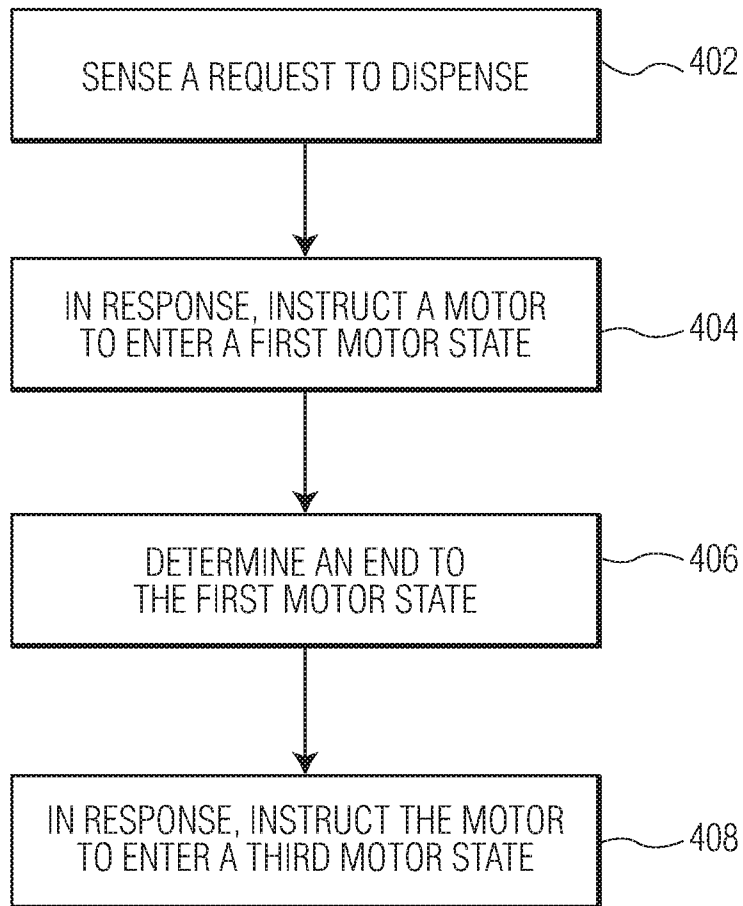 SENSE A REQUEST TO DISPENSE
402
IN RESPONSE, INSTRUCT A MOTOR
TO ENTER A FIRST MOTOR STATE
404
DETERMINE AN END TO
THE FIRST MOTOR STATE
406
IN RESPONSE, INSTRUCT THE MOTOR
TO ENTER A THIRD MOTOR STATE
408